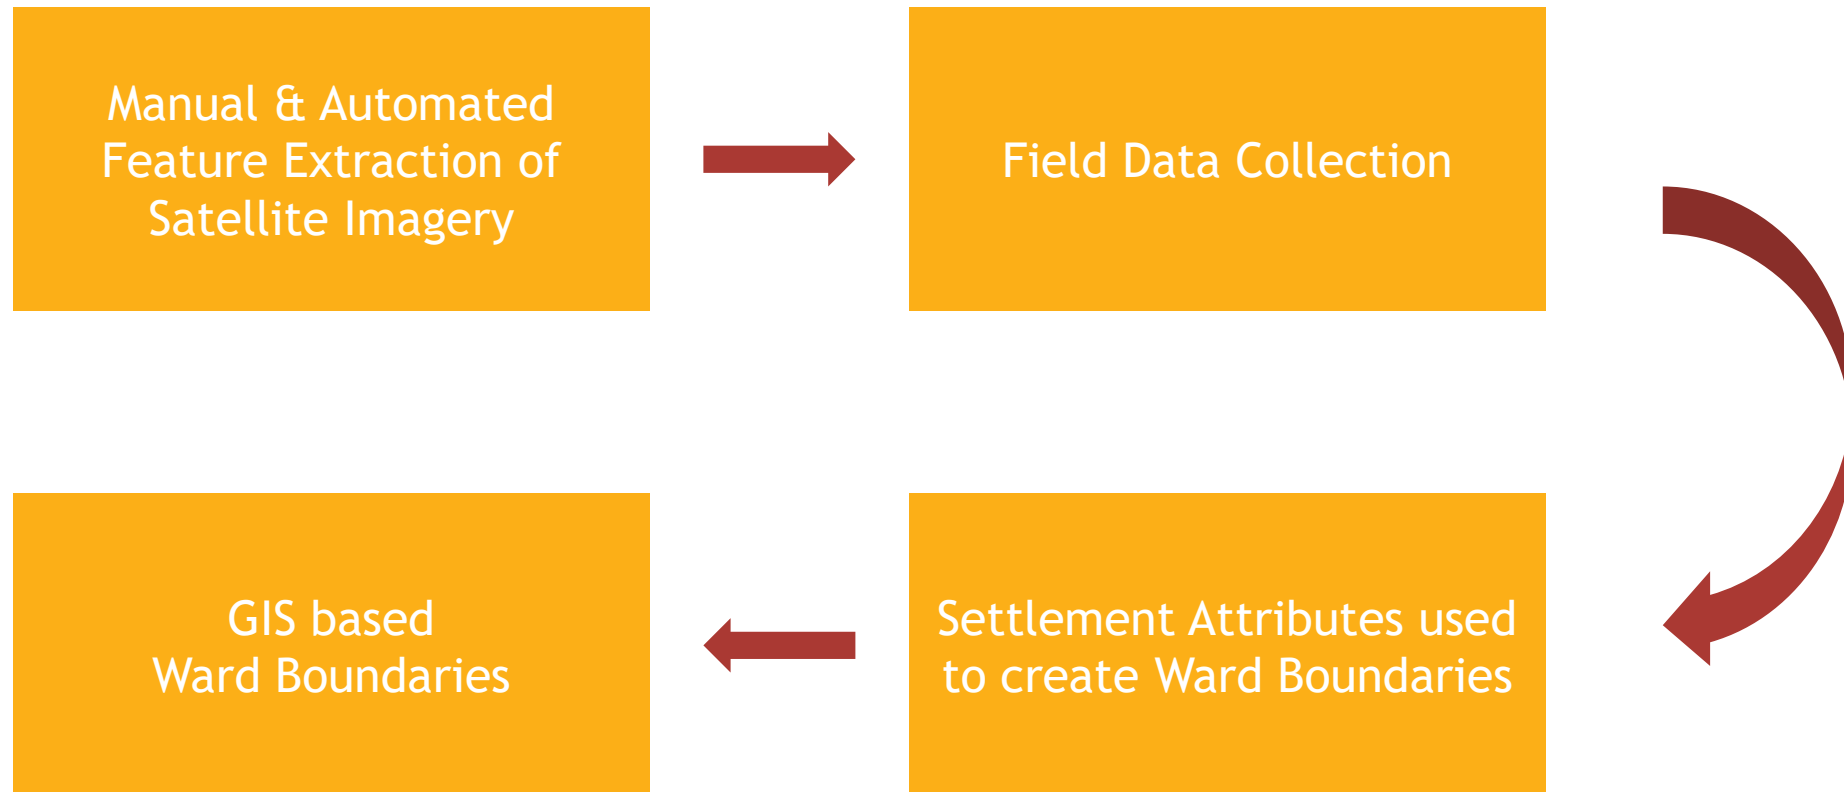 Manual & Automated
Feature Extraction of
Satellite Imagery
Field Data Collection
Settlement Attributes used
to create Ward Boundaries
GIS based
Ward Boundaries